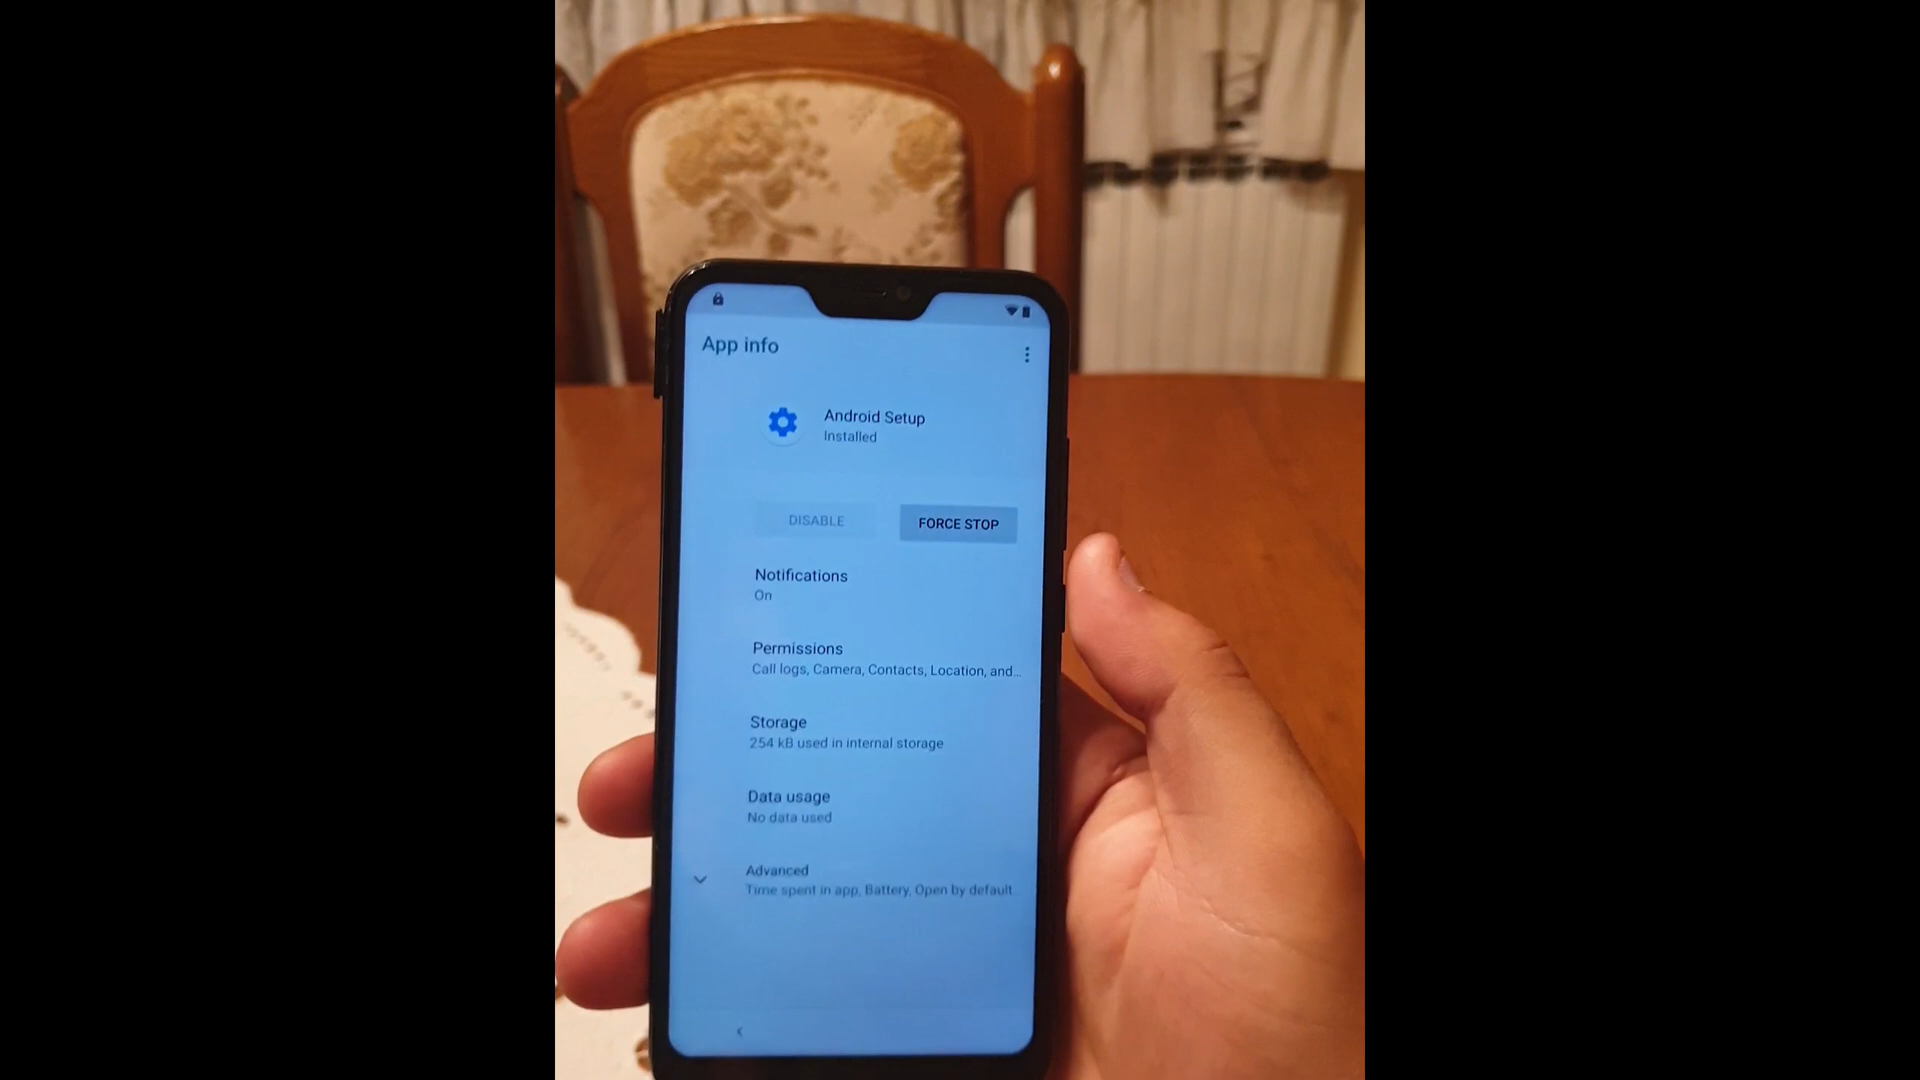 App info
Android Setup
Installed
DISABLE
FORCE STOP
Notifications
On
Permissions
Call logs, Camera, Contacts, Location, and...
Storage
254 kB used in internal storage
Data usage
No data used
Advanced
Time spent in app, Battery, Open by default